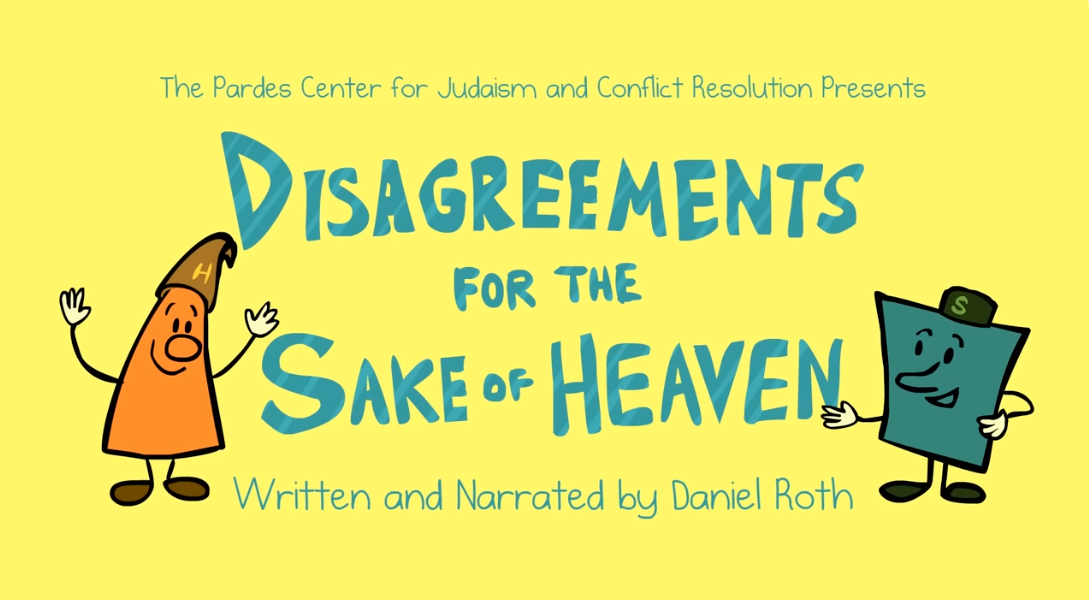 The Pardes Center for Judaism and Conflict Resolution Presents
DISAGREEMENTS
FOR THE
SAKE OF HEAVEN
Written and Narrated by Daniel Roth
H
S